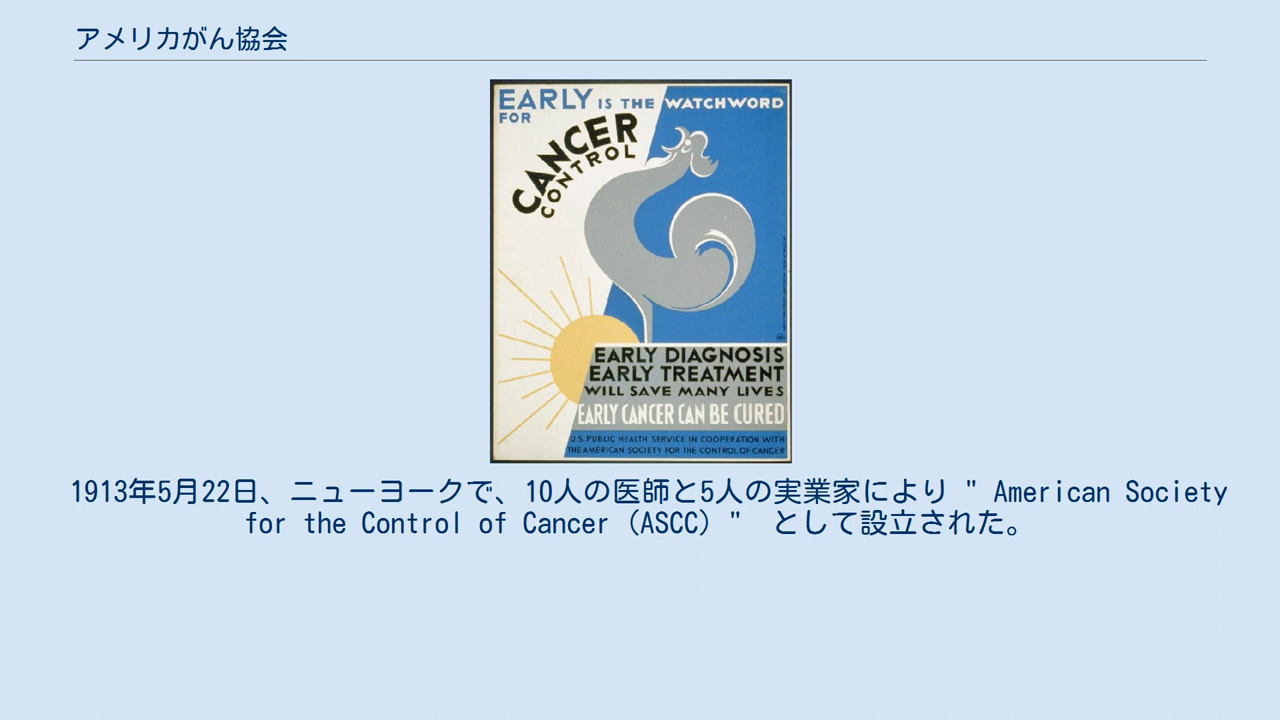 アメリカがん協会
EARLY IS THE WATCHWORD
FOR
CANCER
CONTROL
EARLY DIAGNOSIS
EARLY TREATMENT
WILL SAVE MANY LIVES
EARLY CANCER CAN BE CURED
U.S. PUBLIC HEALTH SERVICE IN COOPERATION WITH
THE AMERICAN SOCIETY FOR THE CONTROL OF CANCER
1913年5月22日、ニューヨークで、10人の医師と5人の実業家により " American Society
for the Control of Cancer（ASCC）"　として設立された。